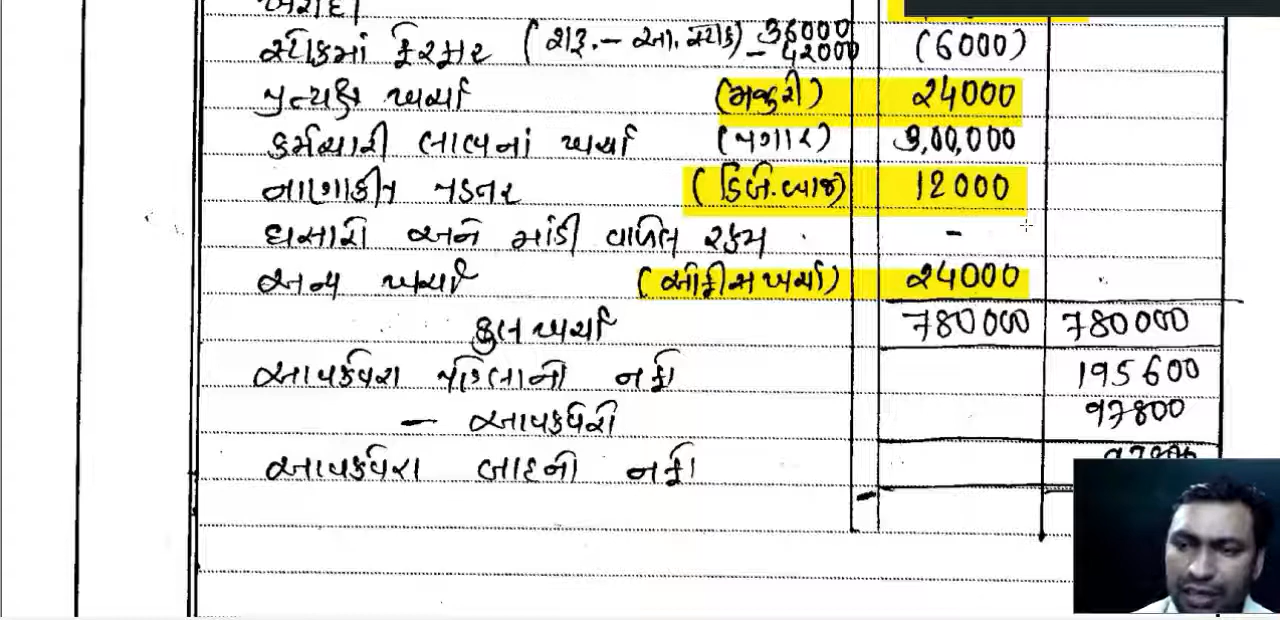 સ્ટોકમાં ફેરફાર (શરૂ. – આ. સ્ટોક) 36000 – 42000 (6000)
પ્રત્યક્ષ ખર્ચા (મજુરી) 24000
કર્મચારી લાભનાં ખર્ચા (પગાર) 3,00,000
નાણાકીય પડતર (ડિબે. વ્યાજ) 12000
ઘસારો અને માંડી વાળેલ રકમ –
અન્ય ખર્ચા (ઓફીસ ખર્ચા) 24000
કુલ ખર્ચા 780000 780000
આવકવેરા પહેલાનો નફો 195600
– આવકવેરો 97800
આવકવેરા બાદનો નફો